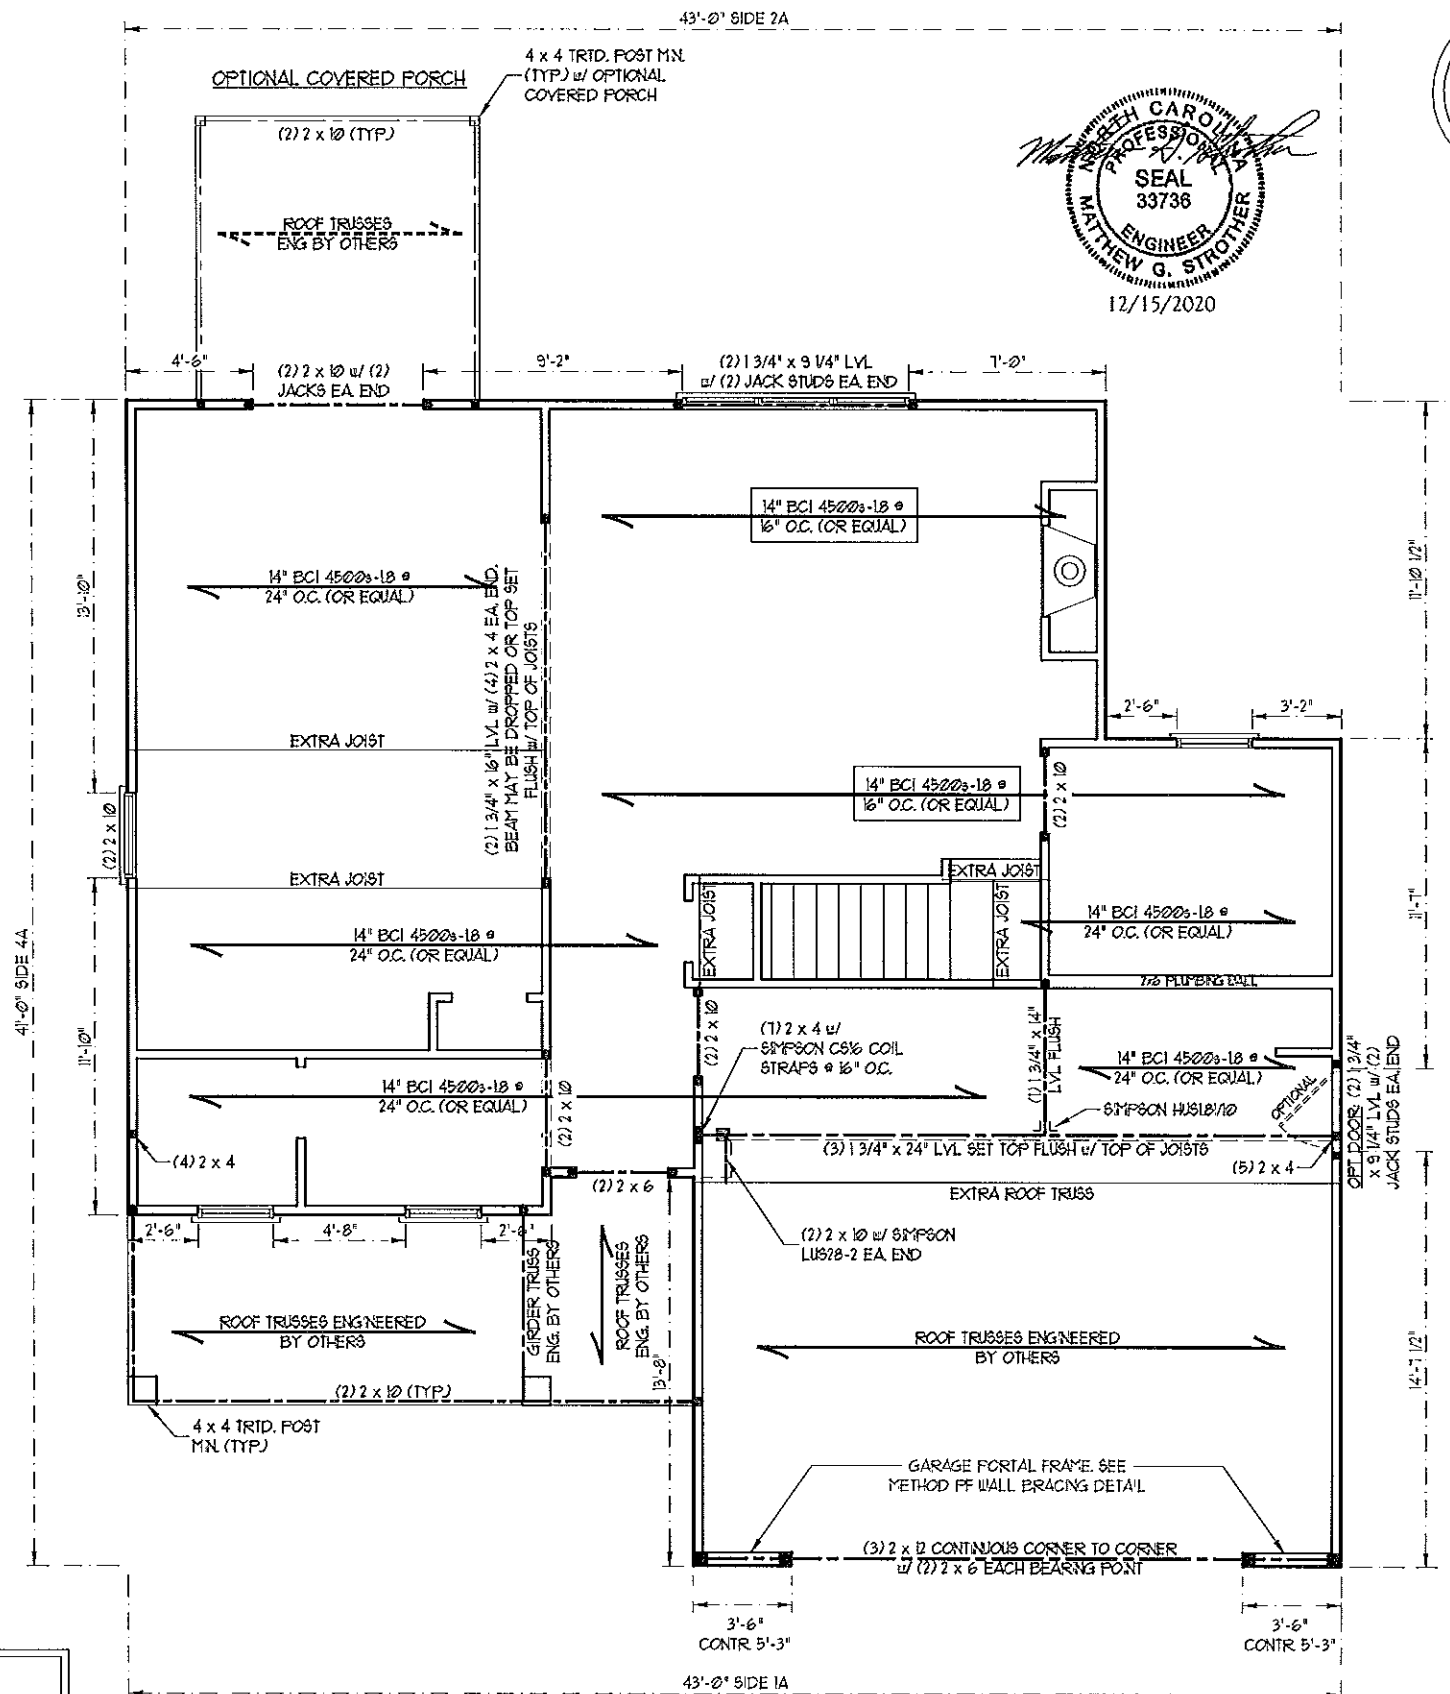 43'-0" SIDE 2A
OPTIONAL COVERED PORCH
4 x 4 TRTD. POST MN.
(TYP.) w/ OPTIONAL
COVERED PORCH
(2) 2 x 10 (TYP.)
ROOF TRUSSES
ENG BY OTHERS
NORTH CAROLINA
PROFESSIONAL
SEAL
33736
ENGINEER
MATTHEW G. STROTHER
12/15/2020
4'-6"
(2) 2 x 10 w/ (2)
JACKS EA. END
9'-2"
(2) 1 3/4" x 9 1/4" LVL
w/ (2) JACK STUDS EA. END
7'-0"
14" BCI 4500s-1.8 @
16" O.C. (OR EQUAL)
14" BCI 4500s-1.8 @
24" O.C. (OR EQUAL)
13'-10"
(2) 1 3/4" x 16" LVL w/ (4) 2 x 4 EA. END.
BEAM MAY BE DROPPED OR TOP SET
FLUSH w/ TOP OF JOISTS
11'-10 1/2"
2'-6"
3'-2"
EXTRA JOIST
14" BCI 4500s-1.8 @
16" O.C. (OR EQUAL)
(2) 2 x 10
(2) 2 x 10
EXTRA JOIST
EXTRA JOIST
EXTRA JOIST
EXTRA JOIST
14" BCI 4500s-1.8 @
24" O.C. (OR EQUAL)
11'-7"
14" BCI 4500s-1.8 @
24" O.C. (OR EQUAL)
41'-0" SIDE 4A
2x6 PLUMBING WALL
11'-10"
(2) 2 x 10
(7) 2 x 4 w/
SIMPSON CS16 COIL
STRAPS @ 16" O.C.
(1) 1 3/4" x 14"
LVL FLUSH
14" BCI 4500s-1.8 @
24" O.C. (OR EQUAL)
OPTIONAL
OPT. DOOR: (2) 1 3/4"
x 9 1/4" LVL w/ (2)
JACK STUDS EA. END
14" BCI 4500s-1.8 @
24" O.C. (OR EQUAL)
(2) 2 x 10
SIMPSON HUS1.81/10
(3) 1 3/4" x 24" LVL SET TOP FLUSH w/ TOP OF JOISTS
(4) 2 x 4
(5) 2 x 4
(2) 2 x 6
EXTRA ROOF TRUSS
2'-6"
4'-8"
2'-6"
(2) 2 x 10 w/ SIMPSON
LUS28-2 EA. END
GIRDER TRUSS
ENG. BY OTHERS
ROOF TRUSSES
ENG. BY OTHERS
ROOF TRUSSES ENGINEERED
BY OTHERS
ROOF TRUSSES ENGINEERED
BY OTHERS
13'-8"
14'-7 1/2"
(2) 2 x 10 (TYP.)
4 x 4 TRTD. POST
MN. (TYP.)
GARAGE PORTAL FRAME. SEE
METHOD PF WALL BRACING DETAIL
(3) 2 x 12 CONTINUOUS CORNER TO CORNER
w/ (2) 2 x 6 EACH BEARING POINT
3'-6"
CONTR. 5'-3"
3'-6"
CONTR. 5'-3"
43'-0" SIDE 1A